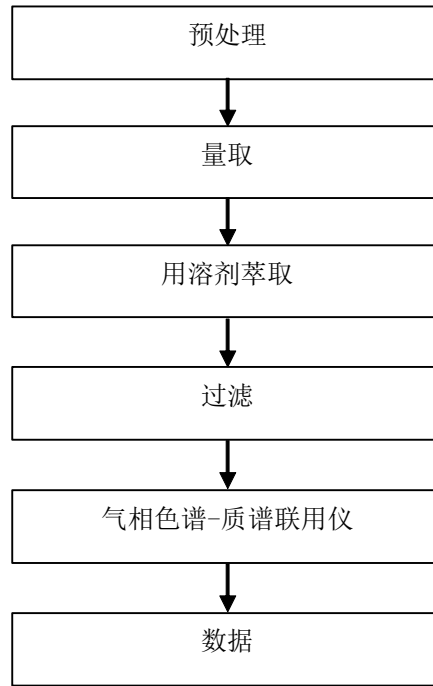 预处理
量取
用溶剂萃取
过滤
气相色谱-质谱联用仪
数据